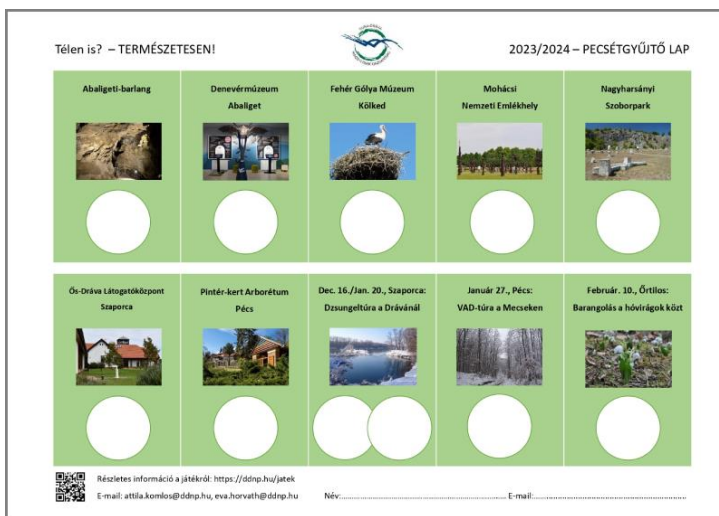 Télen is? – TERMÉSZETESEN!
2023/2024 – PECSÉTGYŰJTŐ LAP
Abaligeti-barlang
Denevérmúzeum
Abaliget
Fehér Gólya Múzeum
Kölked
Mohácsi
Nemzeti Emlékhely
Nagyharsányi
Szoborpark
Ős-Dráva Látogatóközpont
Szaporca
Pintér-kert Arborétum
Pécs
Dec. 16./Jan. 20., Szaporca:
Dzsungeltúra a Drávánál
Január 27., Pécs:
VAD-túra a Mecseken
Február. 10., Őrtilos:
Barangolás a hóvirágok közt
Részletes információ a játékról: https://ddnp.hu/jatek
E-mail: attila.komlos@ddnp.hu, eva.horvath@ddnp.hu
Név:
E-mail: